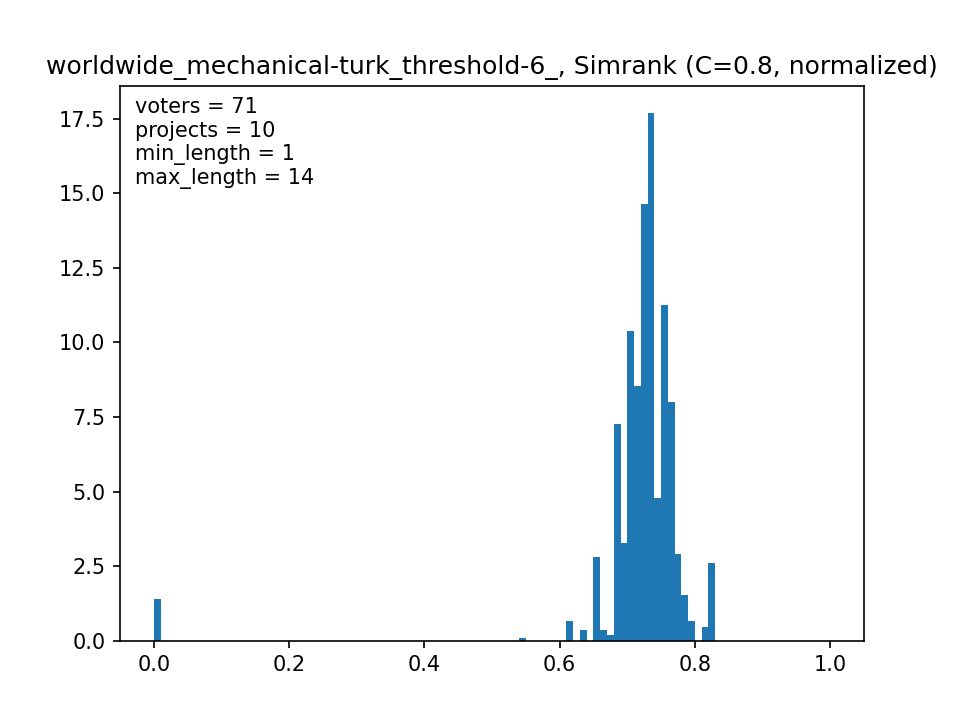 worldwide_mechanical-turk_threshold-6_, Simrank (C=0.8, normalized)
voters = 71
projects = 10
min_length = 1
max_length = 14
17.5
15.0
12.5
10.0
7.5
5.0
2.5
0.0
0.0 0.2 0.4 0.6 0.8 1.0